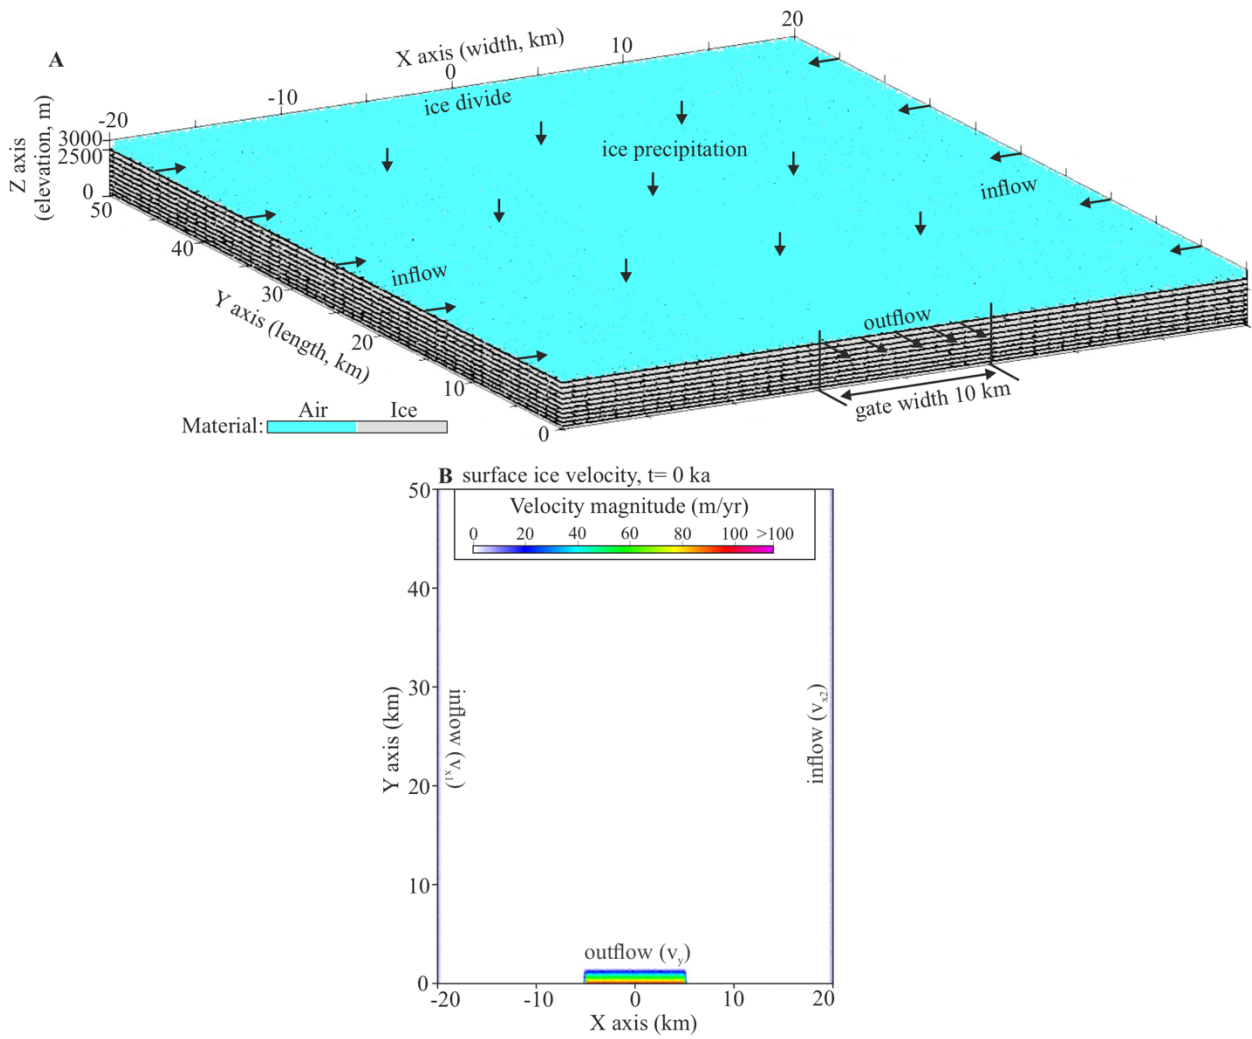 A
X axis (width, km)
20
10
0
-10
-20
ice divide
ice precipitation
inflow
inflow
Z axis
(elevation, m)
3000
2500
0
50
40
30
20
10
0
Y axis (length, km)
outflow
gate width 10 km
Material:
Air
Ice
B surface ice velocity, t= 0 ka
Velocity magnitude (m/yr)
0 20 40 60 80 100 >100
50
40
30
20
10
0
Y axis (km)
inflow (vx1)
inflow (vx2)
outflow (vy)
-20 -10 0 10 20
X axis (km)